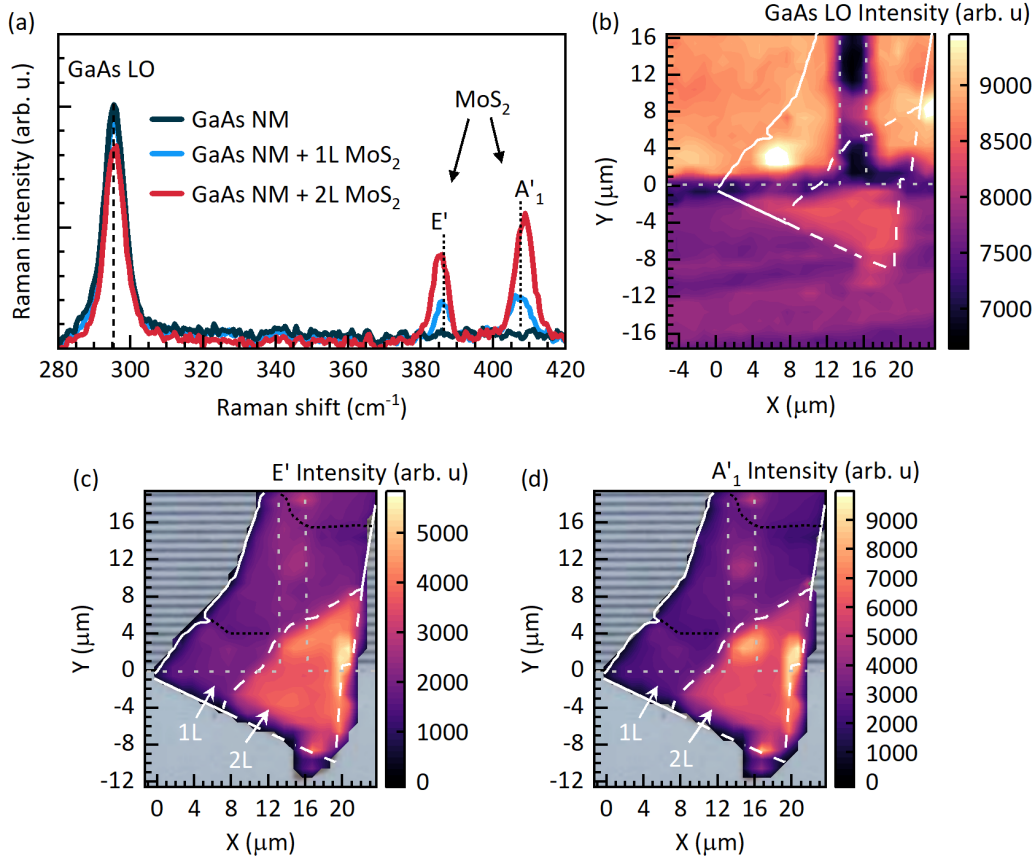 (a)
GaAs LO
GaAs NM
GaAs NM + 1L MoS₂
GaAs NM + 2L MoS₂
MoS₂
E'
A'₁
Raman intensity (arb. u.)
280 300 320 340 360 380 400 420
Raman shift (cm⁻¹)
(b)
GaAs LO Intensity (arb. u)
16
12
8
4
0
-4
-8
-12
-16
Y (μm)
-4 0 4 8 12 16 20
X (μm)
9000
8500
8000
7500
7000
(c)
E' Intensity (arb. u)
16
12
8
4
0
-4
-8
-12
Y (μm)
1L
2L
0 4 8 12 16 20
X (μm)
5000
4000
3000
2000
1000
0
(d)
A'₁ Intensity (arb. u)
16
12
8
4
0
-4
-8
-12
Y (μm)
1L
2L
0 4 8 12 16 20
X (μm)
9000
8000
7000
6000
5000
4000
3000
2000
1000
0